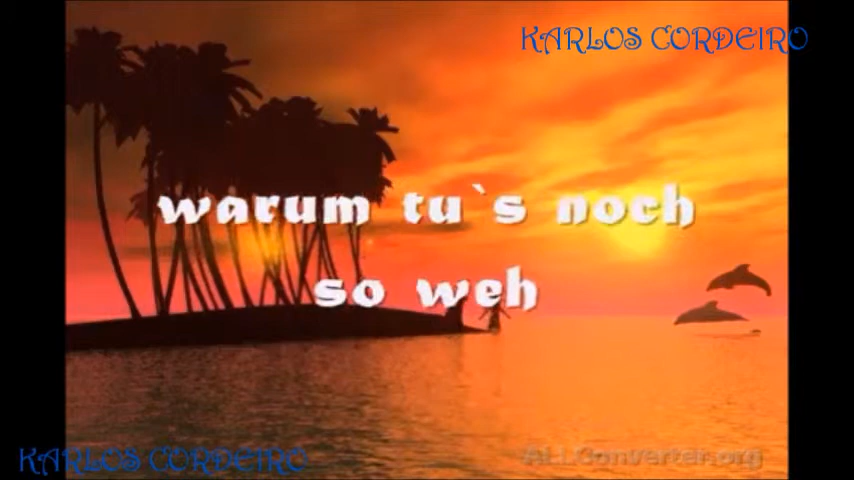 KARLOS CORDEIRO
warum tu`s noch
so weh
KARLOS CORDEIRO
ALLConverter.org